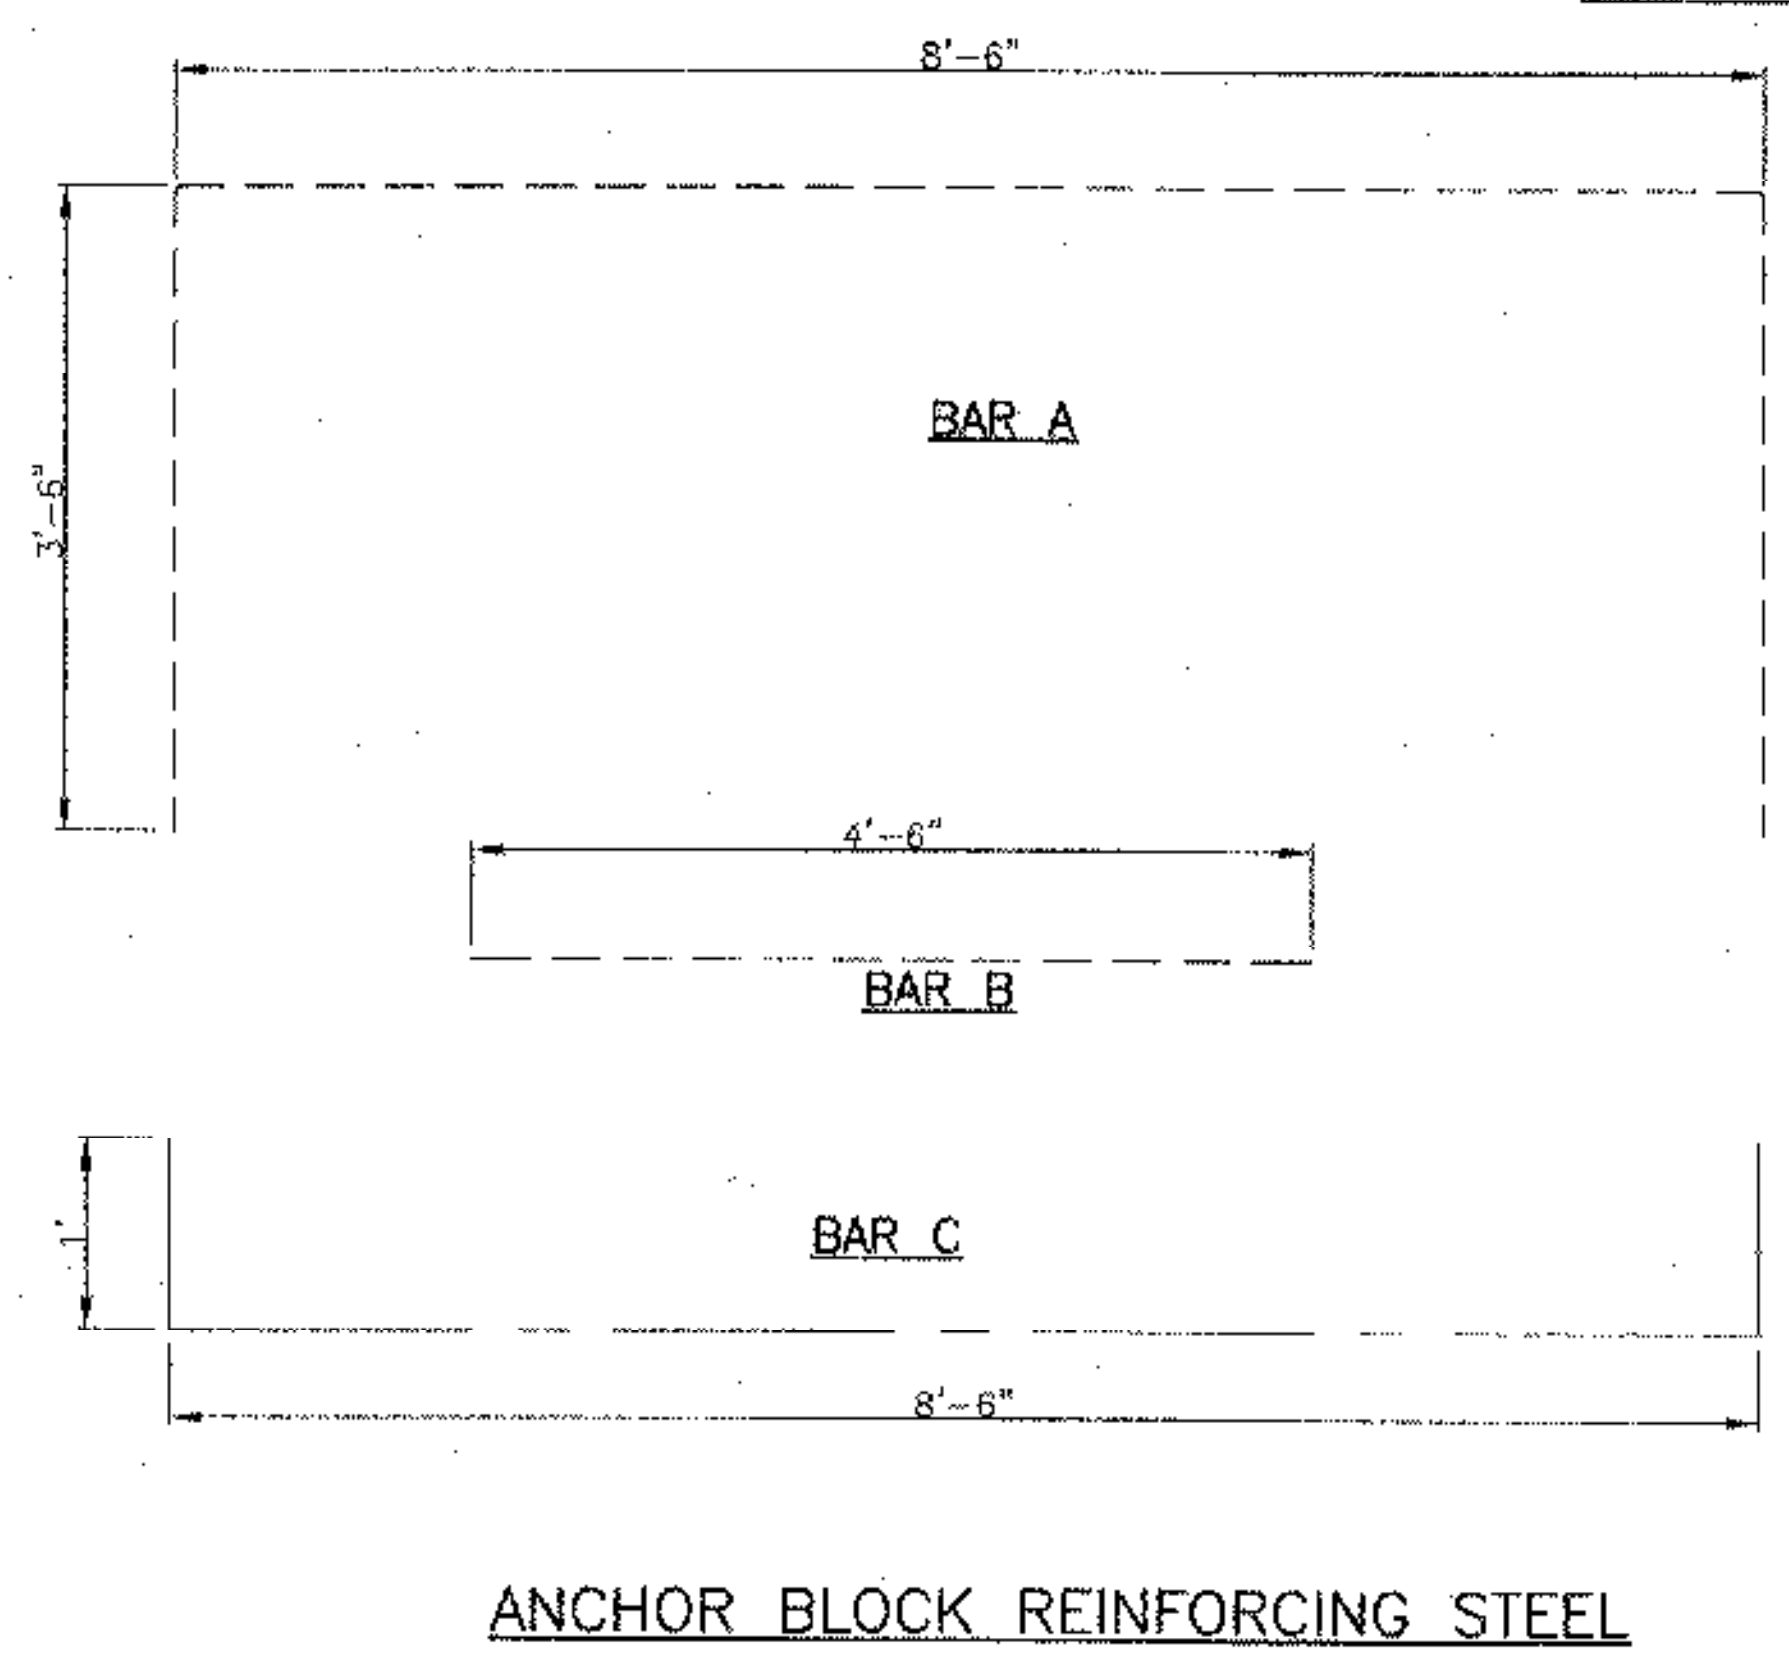 8'-6"
3'-6"
BAR A
4'-6"
BAR B
1'
BAR C
8'-6"
ANCHOR BLOCK REINFORCING STEEL